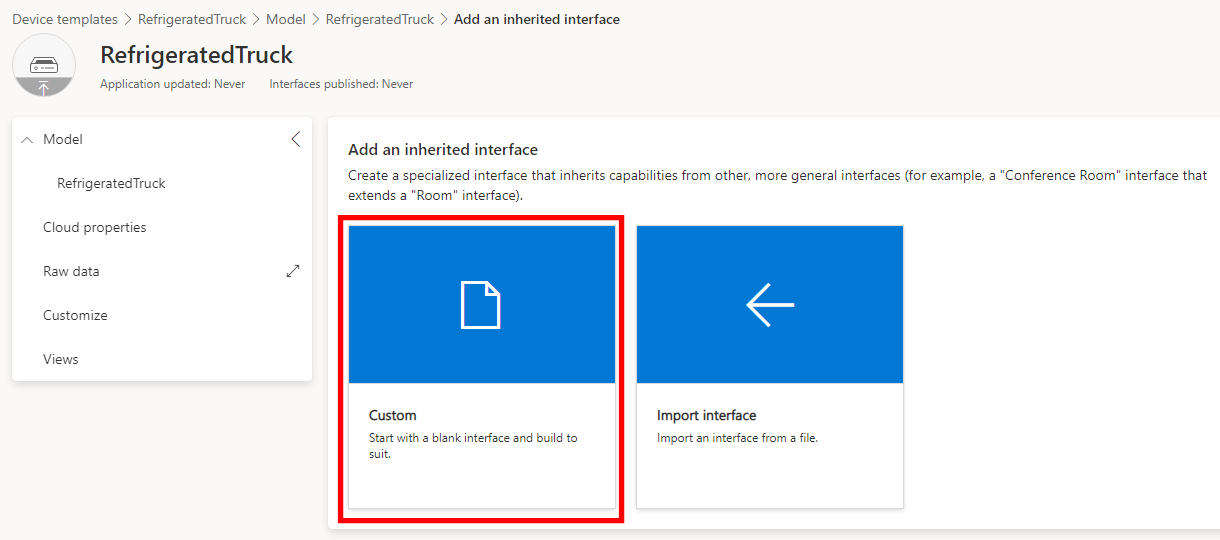 Device templates > RefrigeratedTruck > Model > RefrigeratedTruck > Add an inherited interface
RefrigeratedTruck
Application updated: Never Interfaces published: Never
Model
RefrigeratedTruck
Cloud properties
Raw data
Customize
Views
Add an inherited interface
Create a specialized interface that inherits capabilities from other, more general interfaces (for example, a "Conference Room" interface that
extends a "Room" interface).
Custom
Start with a blank interface and build to
suit.
Import interface
Import an interface from a file.